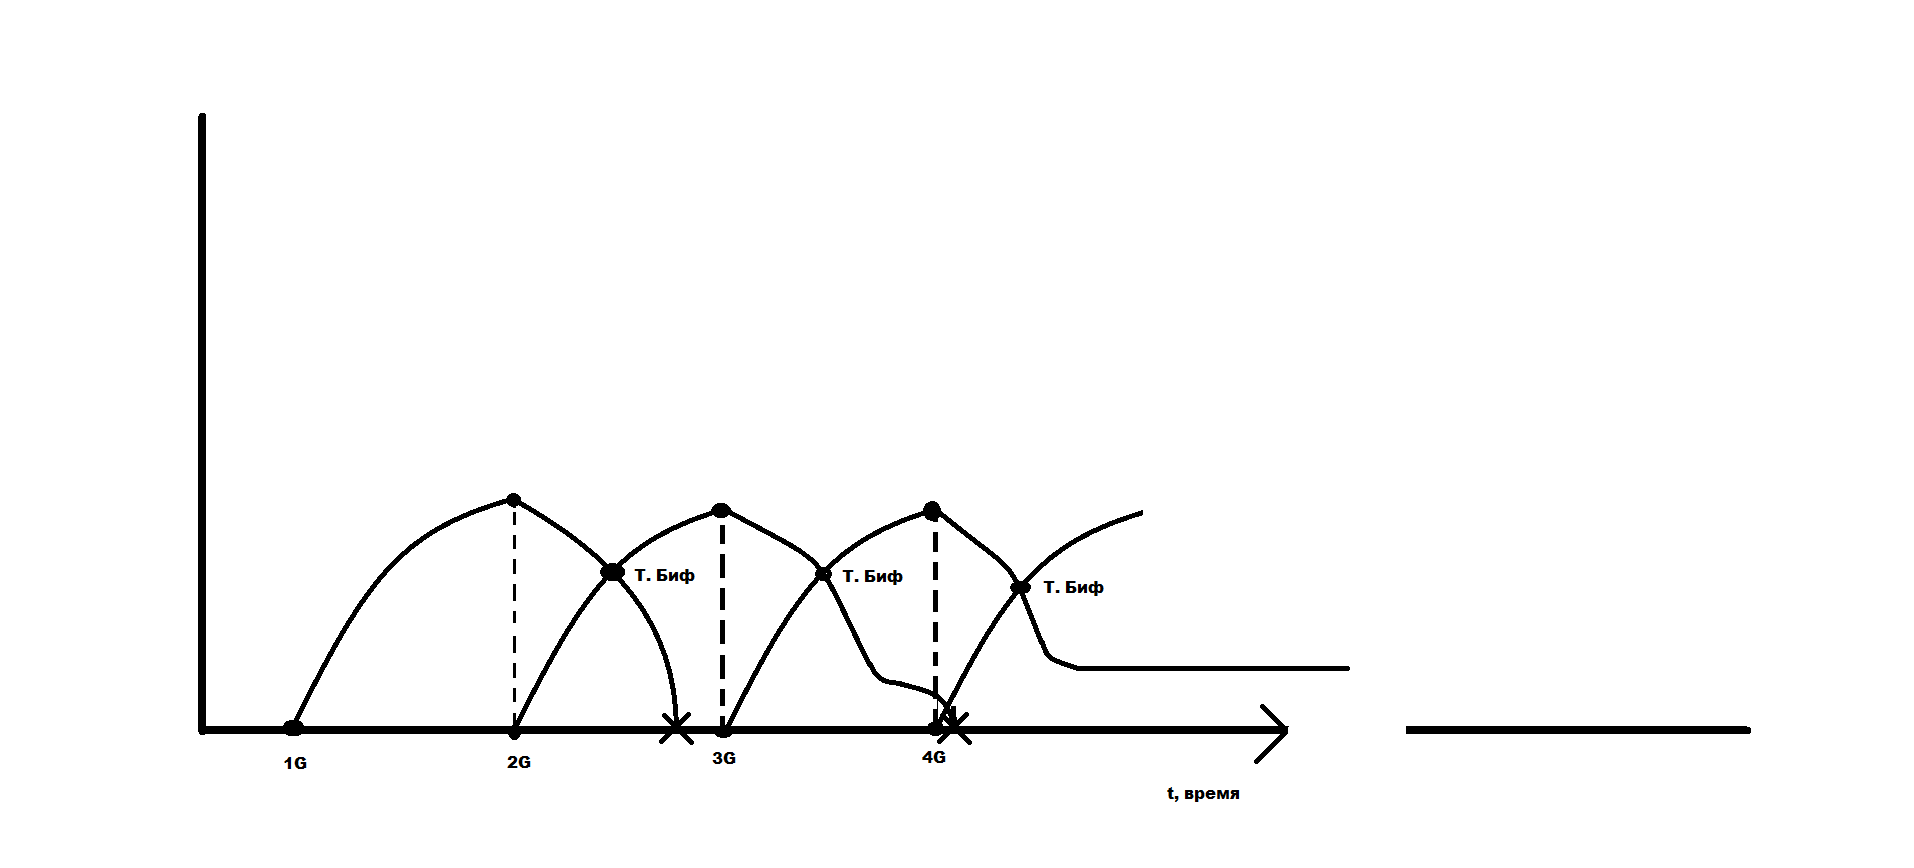 Т. Биф
Т. Биф
Т. Биф
1G
2G
3G
4G
t, время